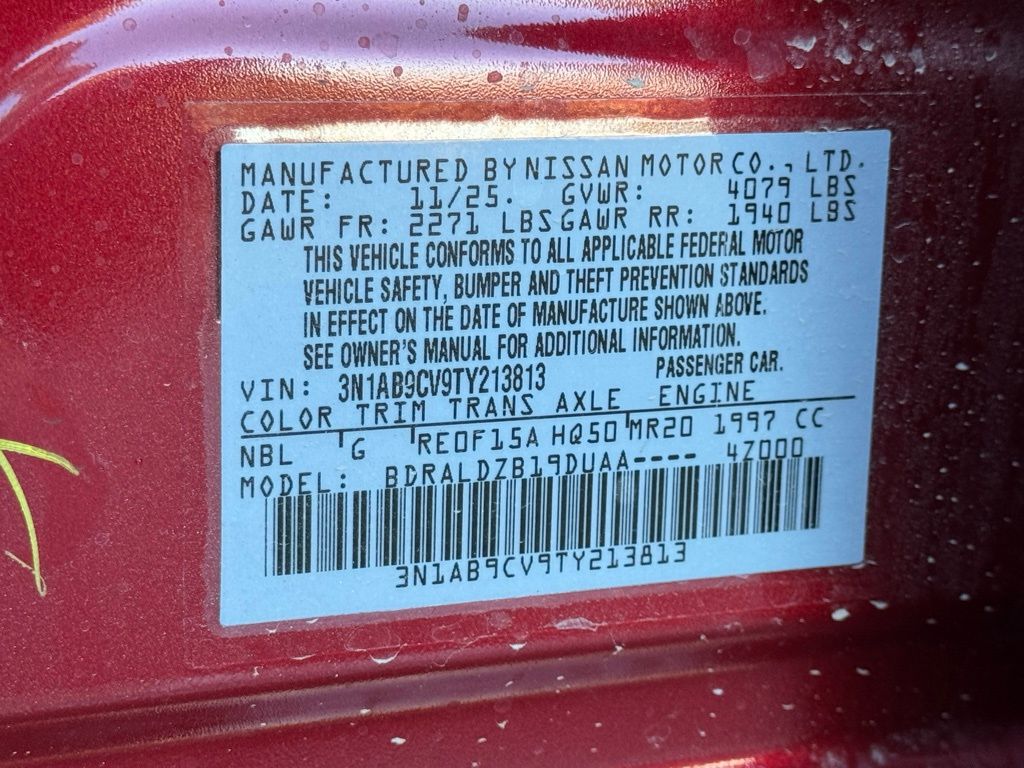 MANUFACTURED BY NISSAN MOTOR CO., LTD.
DATE: 11/25. GVWR: 4079 LBS
GAWR FR: 2271 LBS GAWR RR: 1940 LBS
THIS VEHICLE CONFORMS TO ALL APPLICABLE FEDERAL MOTOR
VEHICLE SAFETY, BUMPER AND THEFT PREVENTION STANDARDS
IN EFFECT ON THE DATE OF MANUFACTURE SHOWN ABOVE.
SEE OWNER'S MANUAL FOR ADDITIONAL INFORMATION.
VIN: 3N1AB9CV9TY213813 PASSENGER CAR.
COLOR TRIM TRANS AXLE ENGINE
NBL G RE0F15A HQ50 MR20 1997 CC
MODEL: BDRALDZB19DUAA---- 4Z000
3N1AB9CV9TY213813